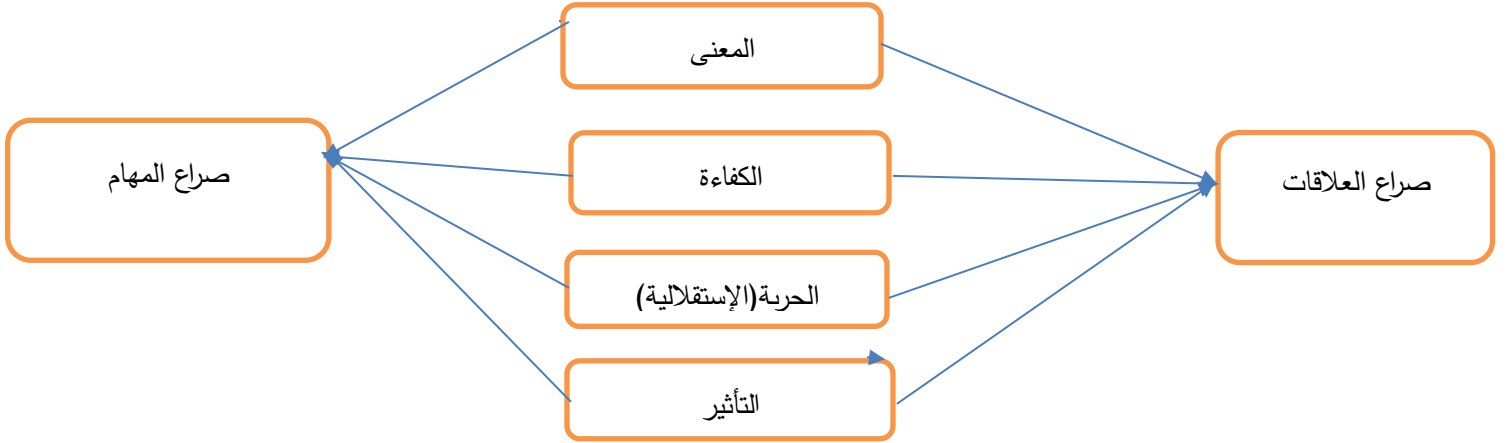 المعنى
صراع المهام
الكفاءة
صراع العلاقات
الحرية(الإستقلالية)
التأثير